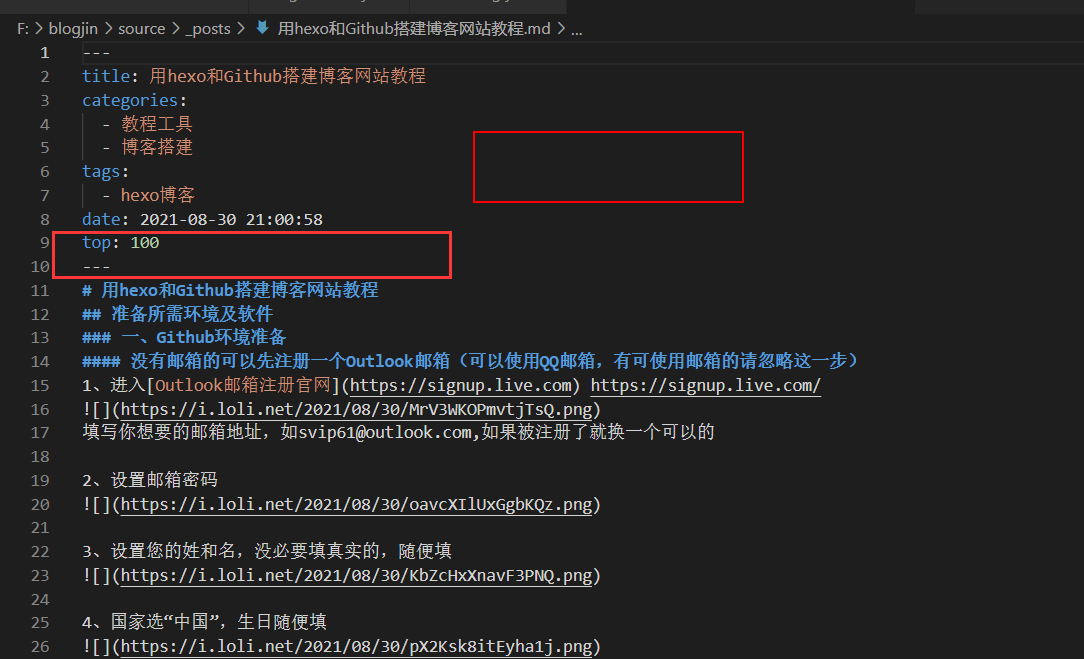 F: > blogjin > source > _posts > 用hexo和Github搭建博客网站教程.md > ...
1 ---
2 title: 用hexo和Github搭建博客网站教程
3 categories:
4 - 教程工具
5 - 博客搭建
6 tags:
7 - hexo博客
8 date: 2021-08-30 21:00:58
9 top: 100
10 ---
11 # 用hexo和Github搭建博客网站教程
12 ## 准备所需环境及软件
13 ### 一、Github环境准备
14 #### 没有邮箱的可以先注册一个Outlook邮箱（可以使用QQ邮箱，有可使用邮箱的请忽略这一步）
15 1、进入[Outlook邮箱注册官网](https://signup.live.com) https://signup.live.com/
16 ![](https://i.loli.net/2021/08/30/MrV3WKOPmvtjTsQ.png)
17 填写你想要的邮箱地址，如svip61@outlook.com,如果被注册了就换一个可以的
18
19 2、设置邮箱密码
20 ![](https://i.loli.net/2021/08/30/oavcXIlUxGgbKQz.png)
21
22 3、设置您的姓和名，没必要填真实的，随便填
23 ![](https://i.loli.net/2021/08/30/KbZcHxXnavF3PNQ.png)
24
25 4、国家选“中国”，生日随便填
26 ![](https://i.loli.net/2021/08/30/pX2Ksk8itEyha1j.png)